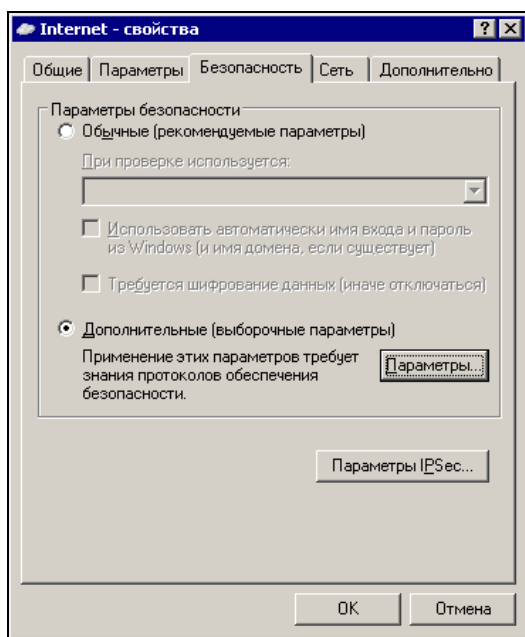 Internet - свойства
Общие Параметры Безопасность Сеть Дополнительно
Параметры безопасности
Обычные (рекомендуемые параметры)
При проверке используется:
Использовать автоматически имя входа и пароль
из Windows (и имя домена, если существует)
Требуется шифрование данных (иначе отключаться)
Дополнительные (выборочные параметры)
Применение этих параметров требует
знания протоколов обеспечения
безопасности.
Параметры...
Параметры IPSec...
OK Отмена